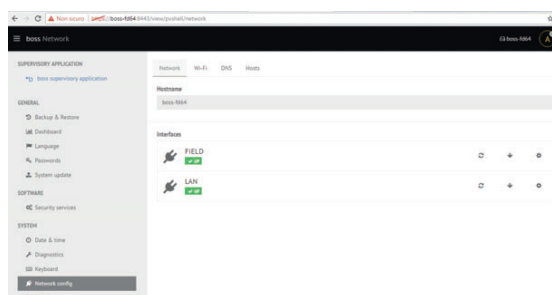 Non sicuro | https://boss-fd64:8443/view/pvshell/network
boss Network
boss-fd64
A
SUPERVISORY APPLICATION
boss supervisory application
GENERAL
Backup & Restore
Dashboard
Language
Passwords
System update
SOFTWARE
Security services
SYSTEM
Date & time
Diagnostics
Keyboard
Network config
Network Wi-Fi DNS Hosts
Hostname
boss-fd64
Interfaces
FIELD
UP
LAN
UP